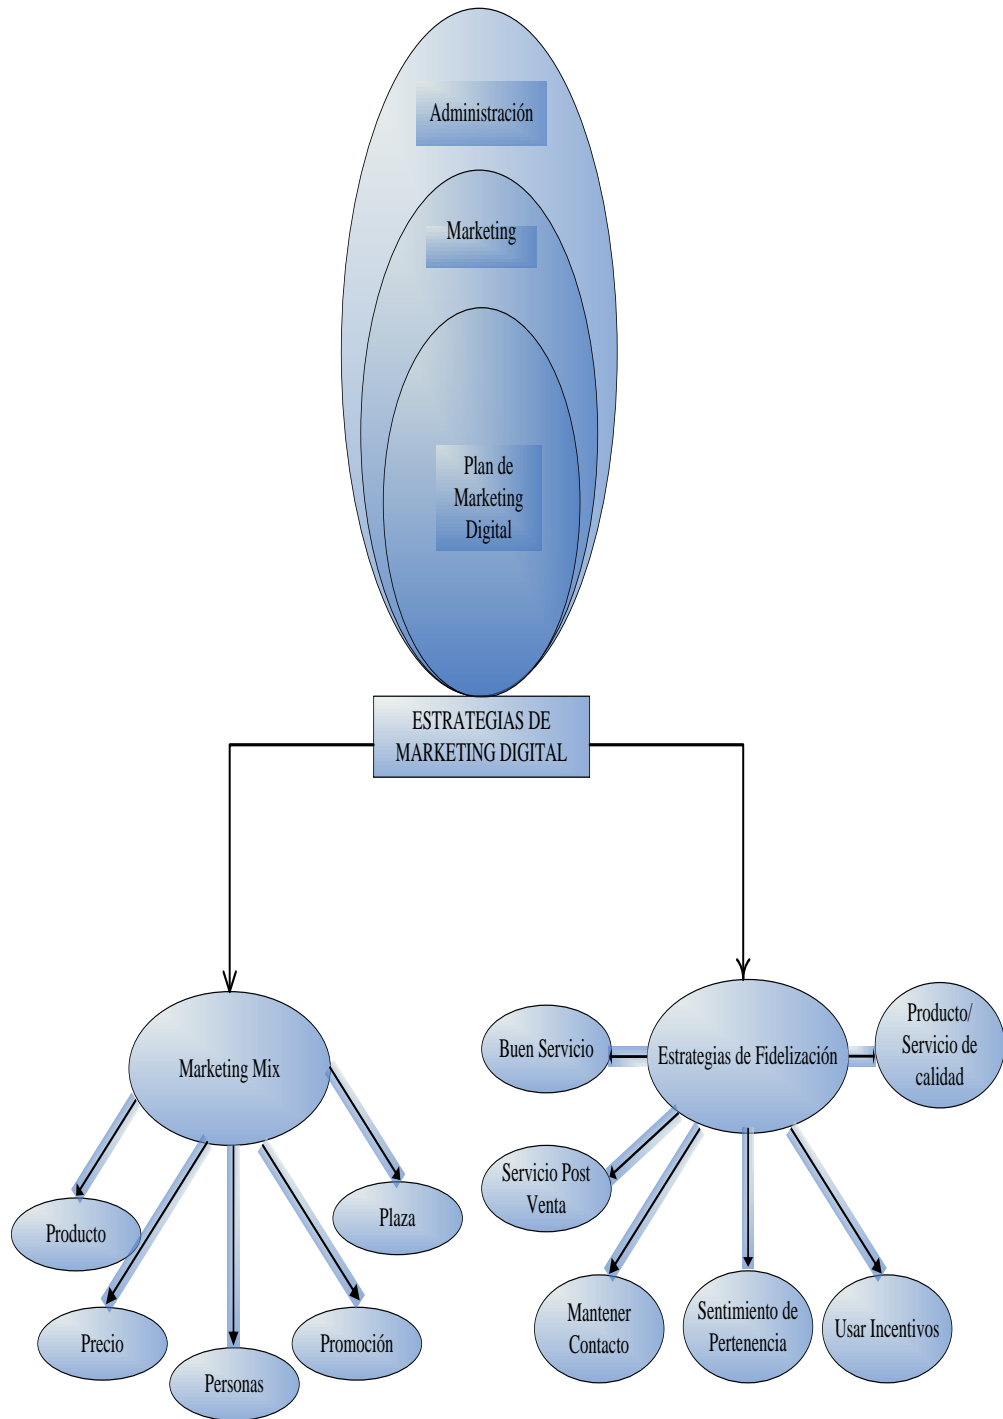 Administración
Marketing
Plan de
Marketing
Digital
ESTRATEGIAS DE
MARKETING DIGITAL
Marketing Mix
Producto
Precio
Personas
Promoción
Plaza
Estrategias de Fidelización
Buen Servicio
Producto/
Servicio de
calidad
Servicio Post
Venta
Mantener
Contacto
Sentimiento de
Pertenencia
Usar Incentivos